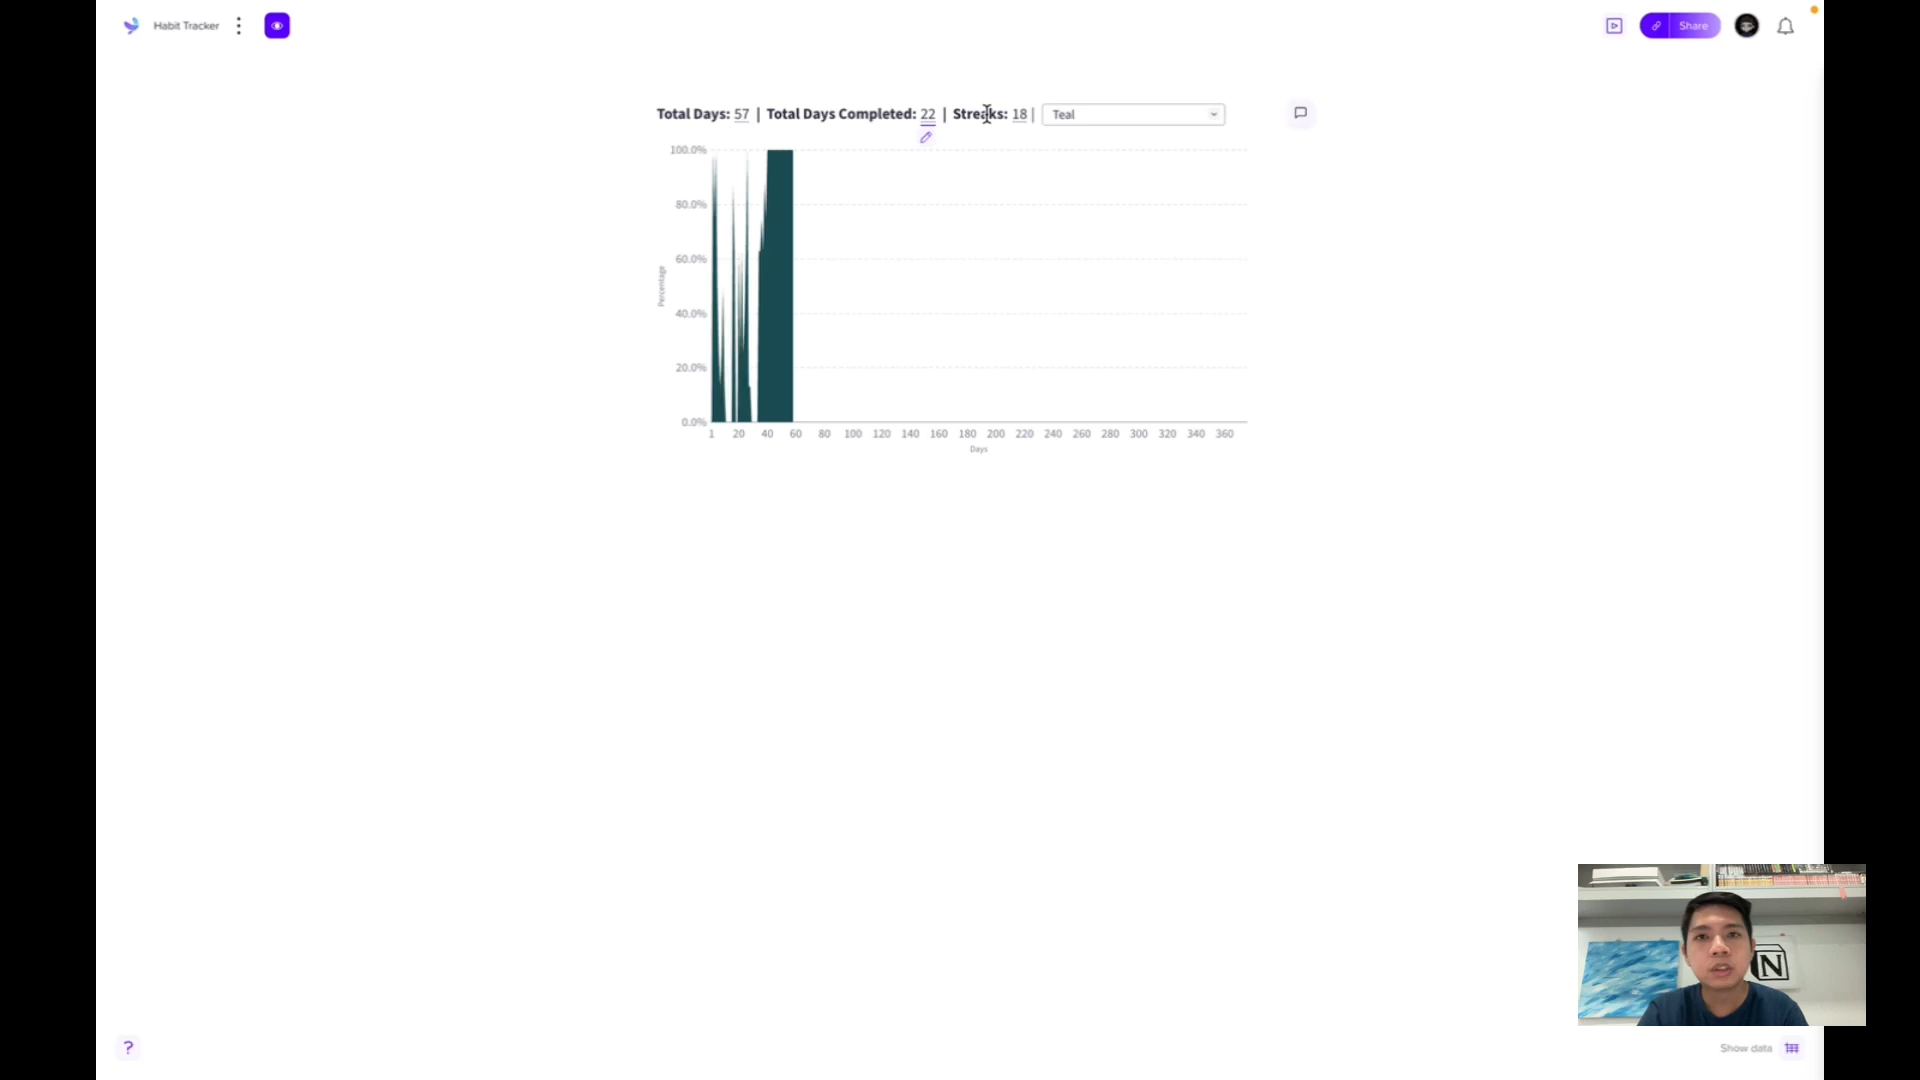 Habit Tracker
Share
Total Days: 57 | Total Days Completed: 22 | Streaks: 18 | Teal
100.0%
80.0%
60.0%
40.0%
20.0%
0.0%
Percentage
1 20 40 60 80 100 120 140 160 180 200 220 240 260 280 300 320 340 360
Days
N
? Show data